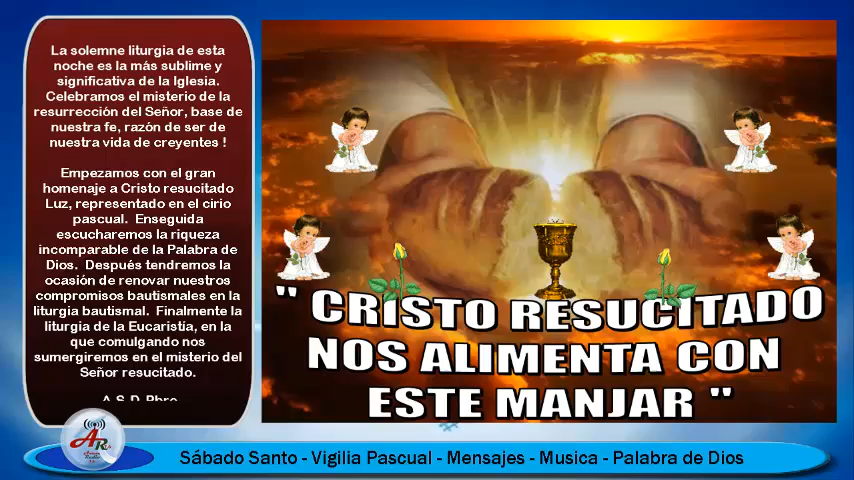 La solemne liturgia de esta
noche es la más sublime y
significativa de la Iglesia.
Celebramos el misterio de la
resurrección del Señor, base de
nuestra fe, razón de ser de
nuestra vida de creyentes !
Empezamos con el gran
homenaje a Cristo resucitado
Luz, representado en el cirio
pascual. Enseguida
escucharemos la riqueza
incomparable de la Palabra de
Dios. Después tendremos la
ocasión de renovar nuestros
compromisos bautismales en la
liturgia bautismal. Finalmente la
liturgia de la Eucaristía, en la
que comulgando nos
sumergiremos en el misterio del
Señor resucitado.
A.S.D. Pbro
" CRISTO RESUCITADO
NOS ALIMENTA CON
ESTE MANJAR "
Sábado Santo - Vigilia Pascual - Mensajes - Musica - Palabra de Dios